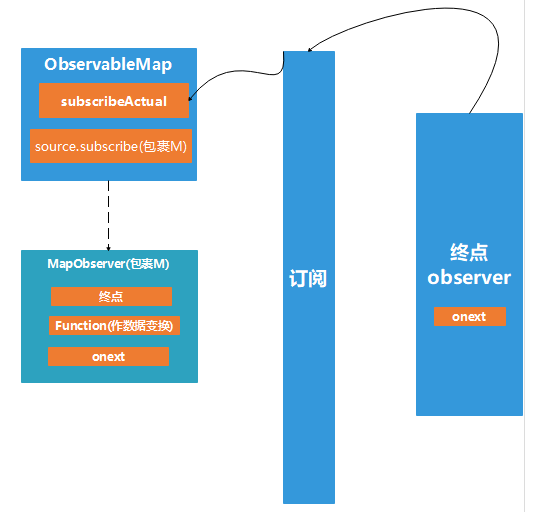 ObservableMap
subscribeActual
source.subscribe(包裹M)
MapObserver(包裹M)
终点
Function(作数据变换)
onext
订阅
终点
observer
onext